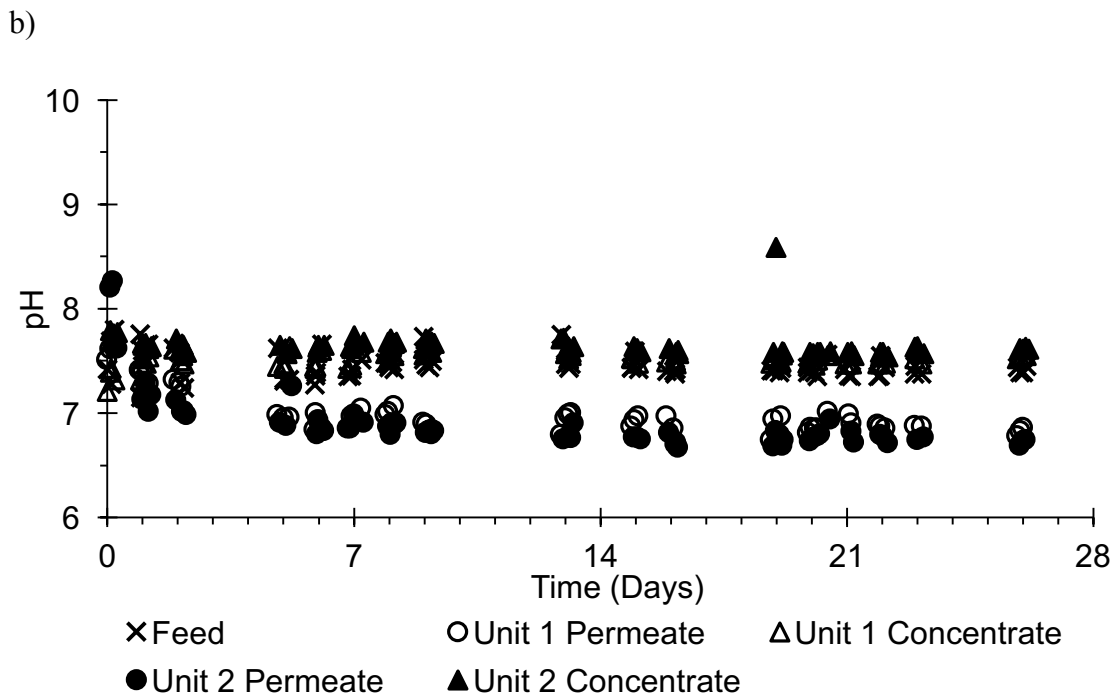 b)
10
9
8
7
6
pH
0 7 14 21 28
Time (Days)
Feed Unit 1 Permeate Unit 1 Concentrate
Unit 2 Permeate Unit 2 Concentrate